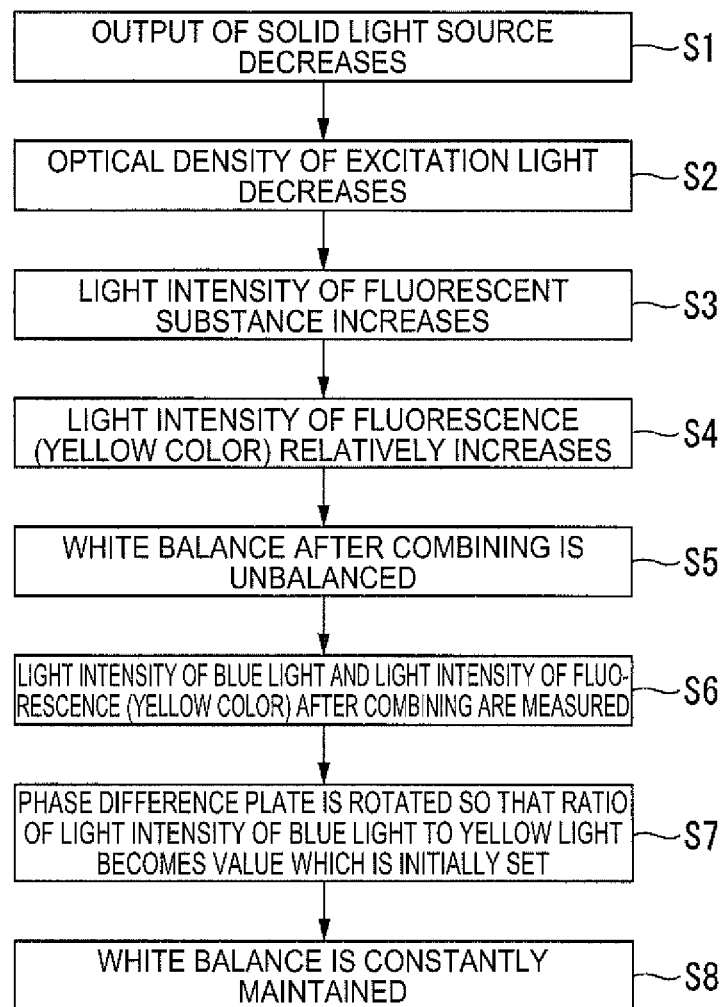 OUTPUT OF SOLID LIGHT SOURCE
DECREASES
S1
OPTICAL DENSITY OF EXCITATION LIGHT
DECREASES
S2
LIGHT INTENSITY OF FLUORESCENT
SUBSTANCE INCREASES
S3
LIGHT INTENSITY OF FLUORESCENCE
(YELLOW COLOR) RELATIVELY INCREASES
S4
WHITE BALANCE AFTER COMBINING IS
UNBALANCED
S5
LIGHT INTENSITY OF BLUE LIGHT AND LIGHT INTENSITY OF FLUO-
RESCENCE (YELLOW COLOR) AFTER COMBINING ARE MEASURED
S6
PHASE DIFFERENCE PLATE IS ROTATED SO THAT RATIO
OF LIGHT INTENSITY OF BLUE LIGHT TO YELLOW LIGHT
BECOMES VALUE WHICH IS INITIALLY SET
S7
WHITE BALANCE IS CONSTANTLY
MAINTAINED
S8